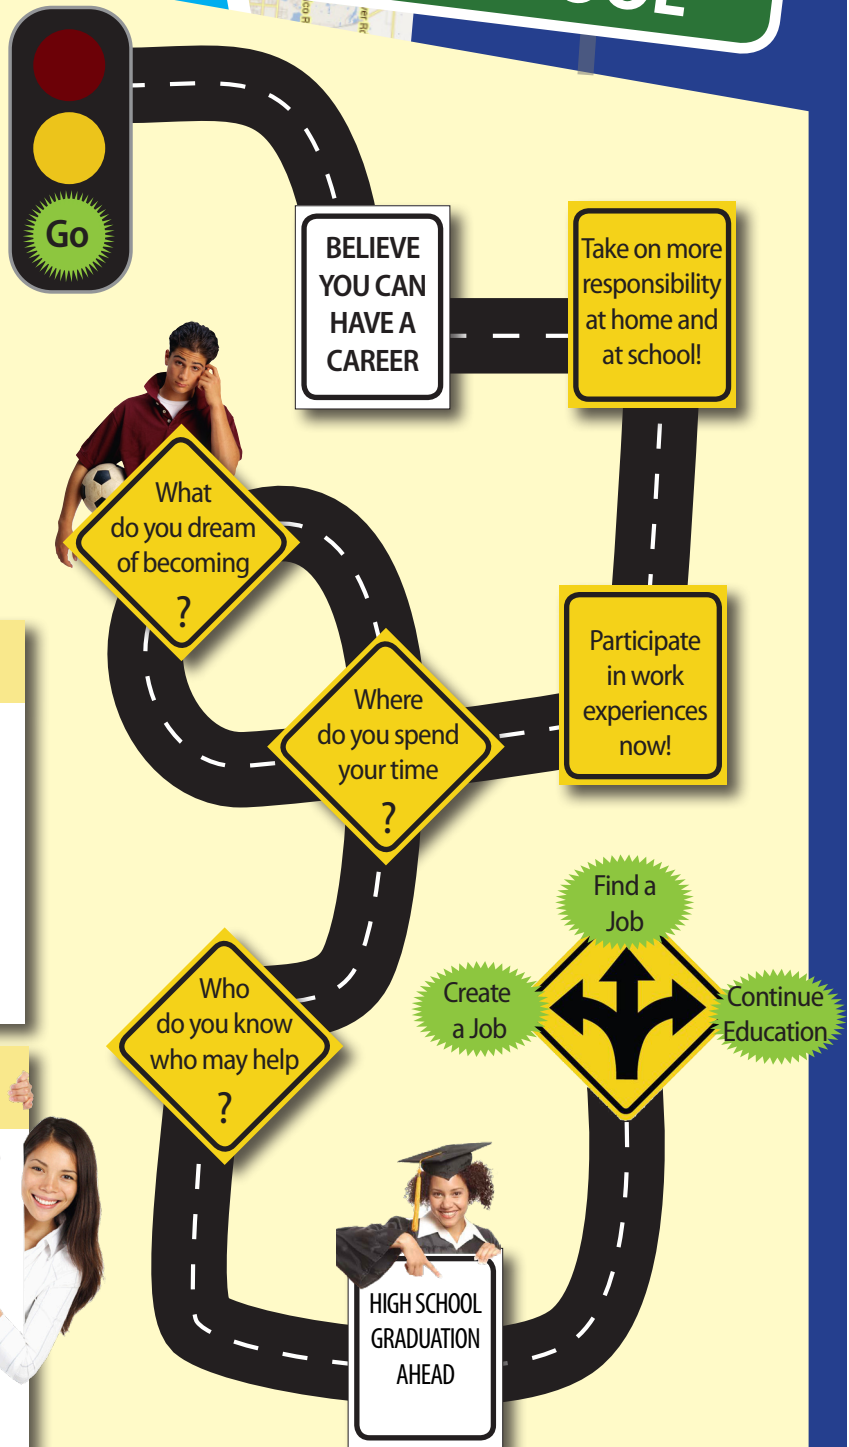 Go
BELIEVE
YOU CAN
HAVE A
CAREER
Take on more
responsibility
at home and
at school!
Participate
in work
experiences
now!
Where
do you spend
your time
?
What
do you dream
of becoming
?
Who
do you know
who may help
?
HIGH SCHOOL
GRADUATION
AHEAD
Create
a Job
Find a
Job
Continue
Education